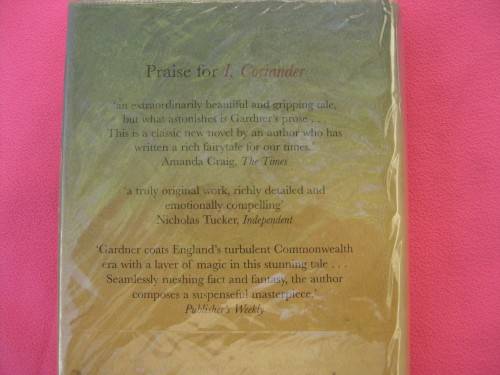 Praise for I, Coriander
'an extraordinarily beautiful and gripping tale,
but what astonishes is Gardner's prose . . .
This is a classic new novel by an author who has
written a rich fairytale for our times.'
Amanda Craig, The Times
'a truly original work, richly detailed and
emotionally compelling'
Nicholas Tucker, Independent
'Gardner coats England's turbulent Commonwealth
era with a layer of magic in this stunning tale . . .
Seamlessly meshing fact and fantasy, the author
composes a suspenseful masterpiece.'
Publisher's Weekly